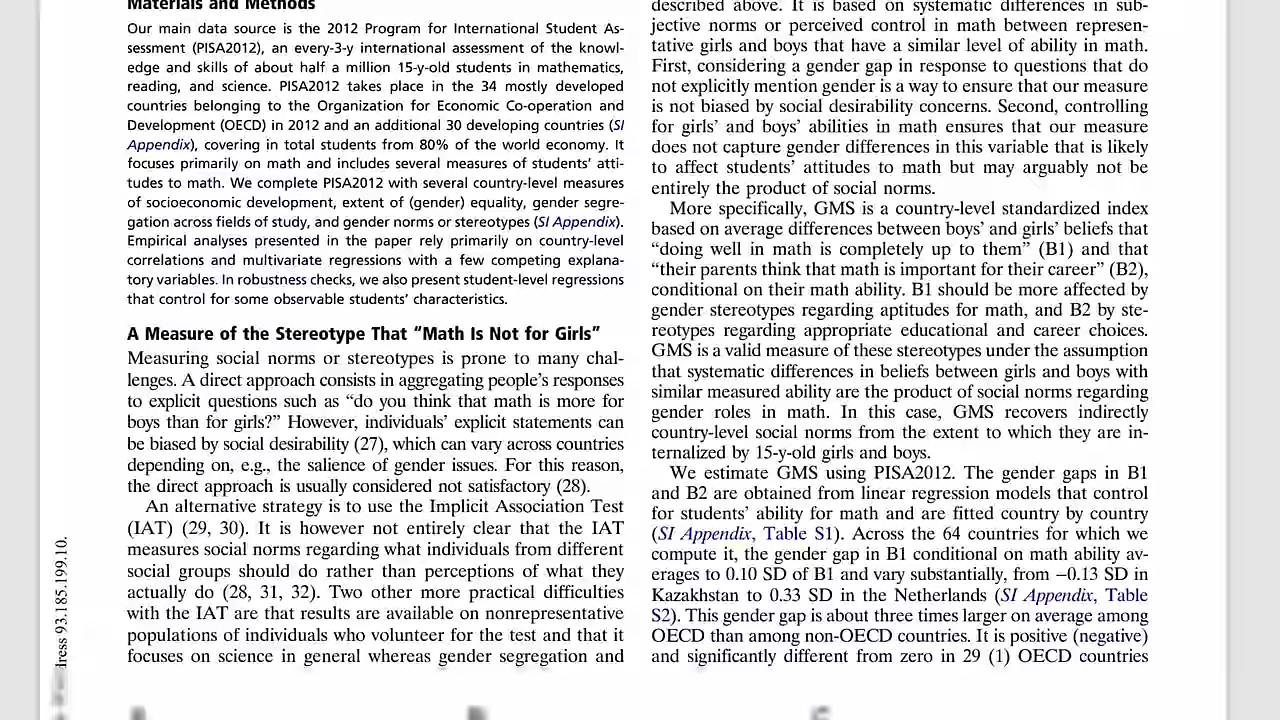 Materials and Methods
Our main data source is the 2012 Program for International Student As-
sessment (PISA2012), an every-3-y international assessment of the knowl-
edge and skills of about half a million 15-y-old students in mathematics,
reading, and science. PISA2012 takes place in the 34 mostly developed
countries belonging to the Organization for Economic Co-operation and
Development (OECD) in 2012 and an additional 30 developing countries (SI
Appendix), covering in total students from 80% of the world economy. It
focuses primarily on math and includes several measures of students' atti-
tudes to math. We complete PISA2012 with several country-level measures
of socioeconomic development, extent of (gender) equality, gender segre-
gation across fields of study, and gender norms or stereotypes (SI Appendix).
Empirical analyses presented in the paper rely primarily on country-level
correlations and multivariate regressions with a few competing explana-
tory variables. In robustness checks, we also present student-level regressions
that control for some observable students' characteristics.
A Measure of the Stereotype That “Math Is Not for Girls”
Measuring social norms or stereotypes is prone to many chal-
lenges. A direct approach consists in aggregating people's responses
to explicit questions such as “do you think that math is more for
boys than for girls?” However, individuals' explicit statements can
be biased by social desirability (27), which can vary across countries
depending on, e.g., the salience of gender issues. For this reason,
the direct approach is usually considered not satisfactory (28).
An alternative strategy is to use the Implicit Association Test
(IAT) (29, 30). It is however not entirely clear that the IAT
measures social norms regarding what individuals from different
social groups should do rather than perceptions of what they
actually do (28, 31, 32). Two other more practical difficulties
with the IAT are that results are available on nonrepresentative
populations of individuals who volunteer for the test and that it
focuses on science in general whereas gender segregation and
described above. It is based on systematic differences in sub-
jective norms or perceived control in math between represen-
tative girls and boys that have a similar level of ability in math.
First, considering a gender gap in response to questions that do
not explicitly mention gender is a way to ensure that our measure
is not biased by social desirability concerns. Second, controlling
for girls' and boys' abilities in math ensures that our measure
does not capture gender differences in this variable that is likely
to affect students' attitudes to math but may arguably not be
entirely the product of social norms.
More specifically, GMS is a country-level standardized index
based on average differences between boys' and girls' beliefs that
“doing well in math is completely up to them” (B1) and that
“their parents think that math is important for their career” (B2),
conditional on their math ability. B1 should be more affected by
gender stereotypes regarding aptitudes for math, and B2 by ste-
reotypes regarding appropriate educational and career choices.
GMS is a valid measure of these stereotypes under the assumption
that systematic differences in beliefs between girls and boys with
similar measured ability are the product of social norms regarding
gender roles in math. In this case, GMS recovers indirectly
country-level social norms from the extent to which they are in-
ternalized by 15-y-old girls and boys.
We estimate GMS using PISA2012. The gender gaps in B1
and B2 are obtained from linear regression models that control
for students' ability for math and are fitted country by country
(SI Appendix, Table S1). Across the 64 countries for which we
compute it, the gender gap in B1 conditional on math ability av-
erages to 0.10 SD of B1 and vary substantially, from −0.13 SD in
Kazakhstan to 0.33 SD in the Netherlands (SI Appendix, Table
S2). This gender gap is about three times larger on average among
OECD than among non-OECD countries. It is positive (negative)
and significantly different from zero in 29 (1) OECD countries
93.185.199.10.